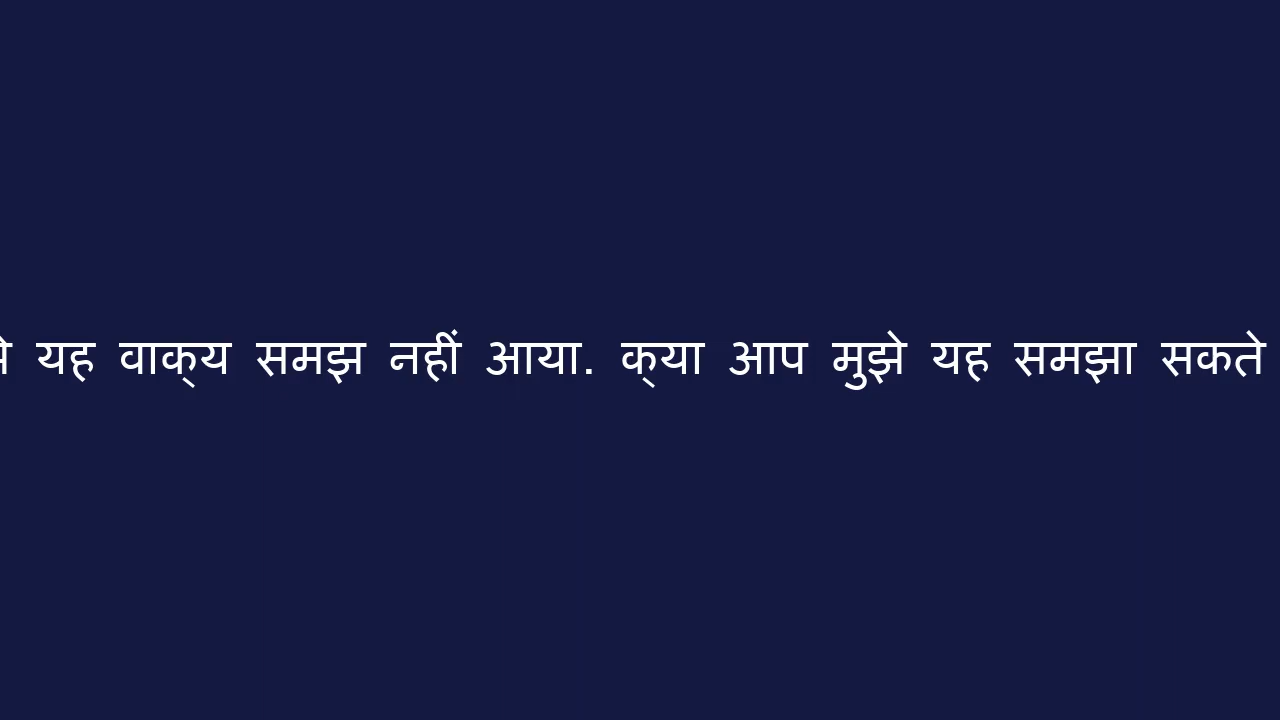 यह वाक्य समझ नहीं आया. क्या आप मुझे यह समझा सकते